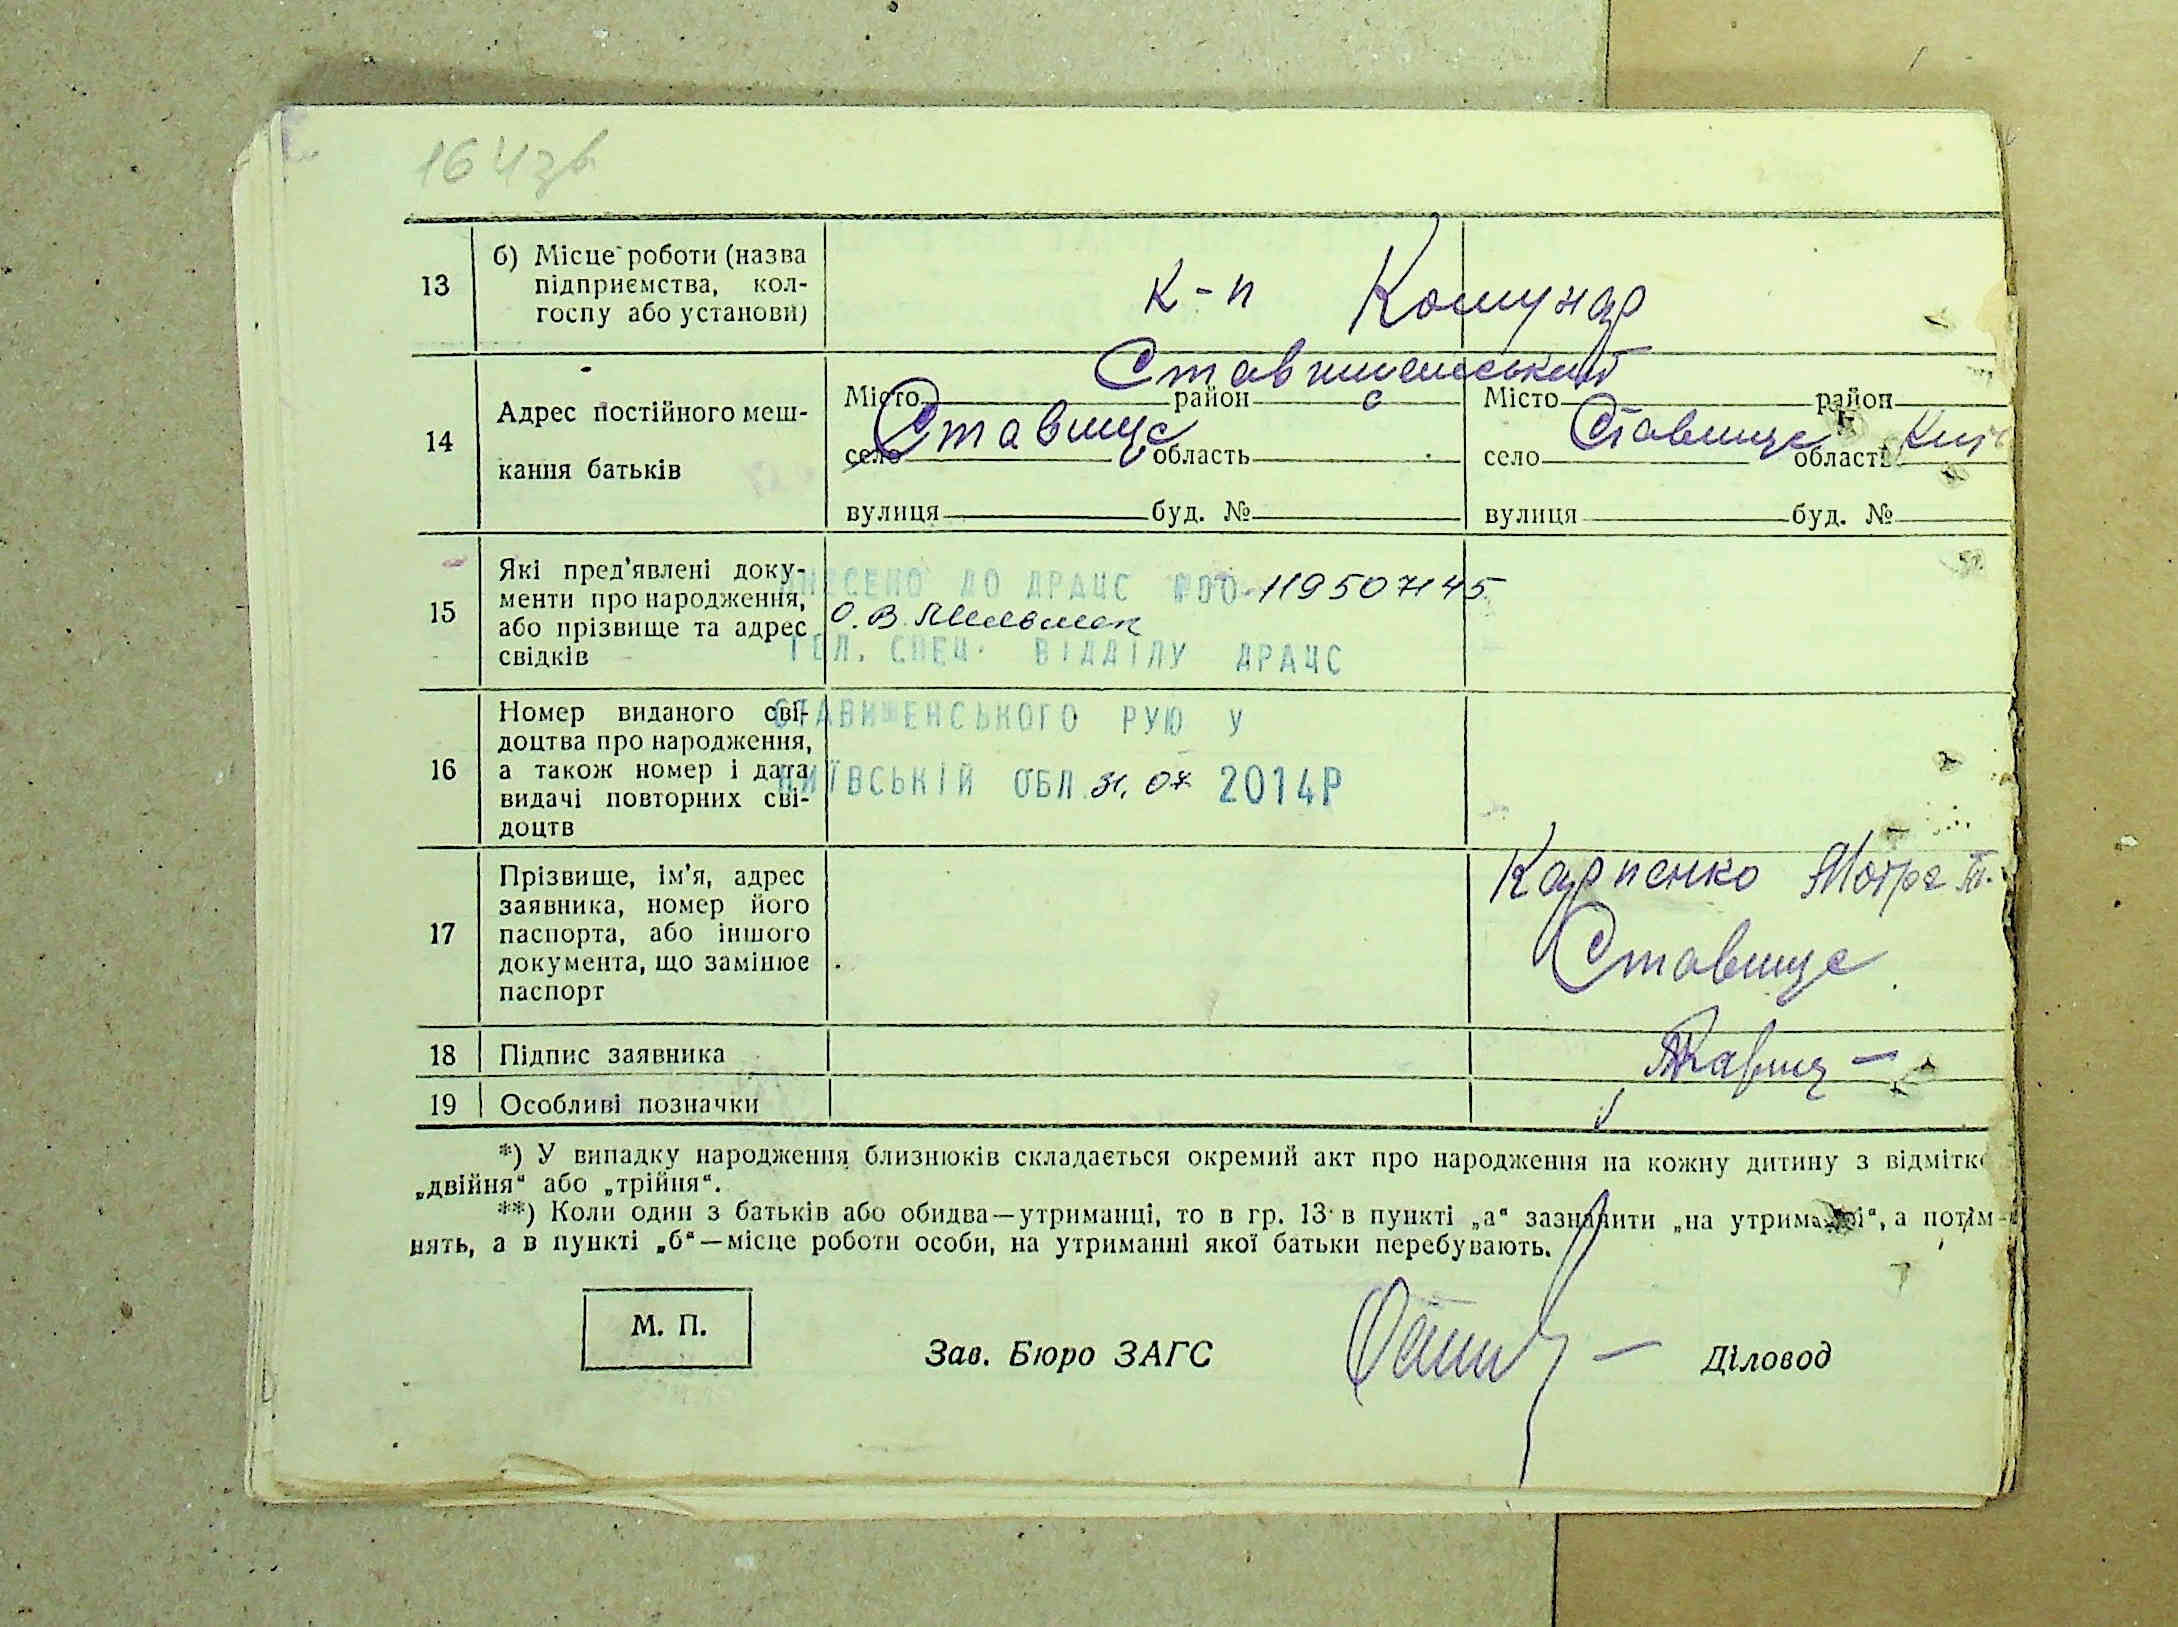 164 зв
13
б) Місце роботи (назва
підприємства, кол-
госпу або установи)
к-п Комунар
14
Адрес постійного меш-
кання батьків
Ставищенський
Місто район
Ставище
село область
вулиця буд. №
Місто район
Ставище Київ
село область
вулиця буд. №
15
Які пред'явлені доку-
менти про народження,
або прізвище та адрес
свідків
ВНЕСЕНО ДО ДРАЦС №00119507145
О. В.
ГОЛ. СПЕЦ. ВІДДІЛУ ДРАЦС
16
Номер виданого сві-
доцтва про народження,
а також номер і дата
видачі повторних сві-
доцтв
СТАВИЩЕНСЬКОГО РУЮ У
КИЇВСЬКІЙ ОБЛ 31.07 2014Р
17
Прізвище, ім'я, адрес
заявника, номер його
паспорта, або іншого
документа, що замінює
паспорт
Карпенко Мотря
Ставище
18
Підпис заявника
19
Особливі позначки
*) У випадку народження близнюків складається окремий акт про народження на кожну дитину з відмітк
„двійня“ або „трійня“.
**) Коли один з батьків або обидва—утриманці, то в гр. 13 в пункті „а“ зазначити „на утриманні“, а потім
нять, а в пункті „б“—місце роботи особи, на утриманні якої батьки перебувають.
М. П.
Зав. Бюро ЗАГС
Діловод